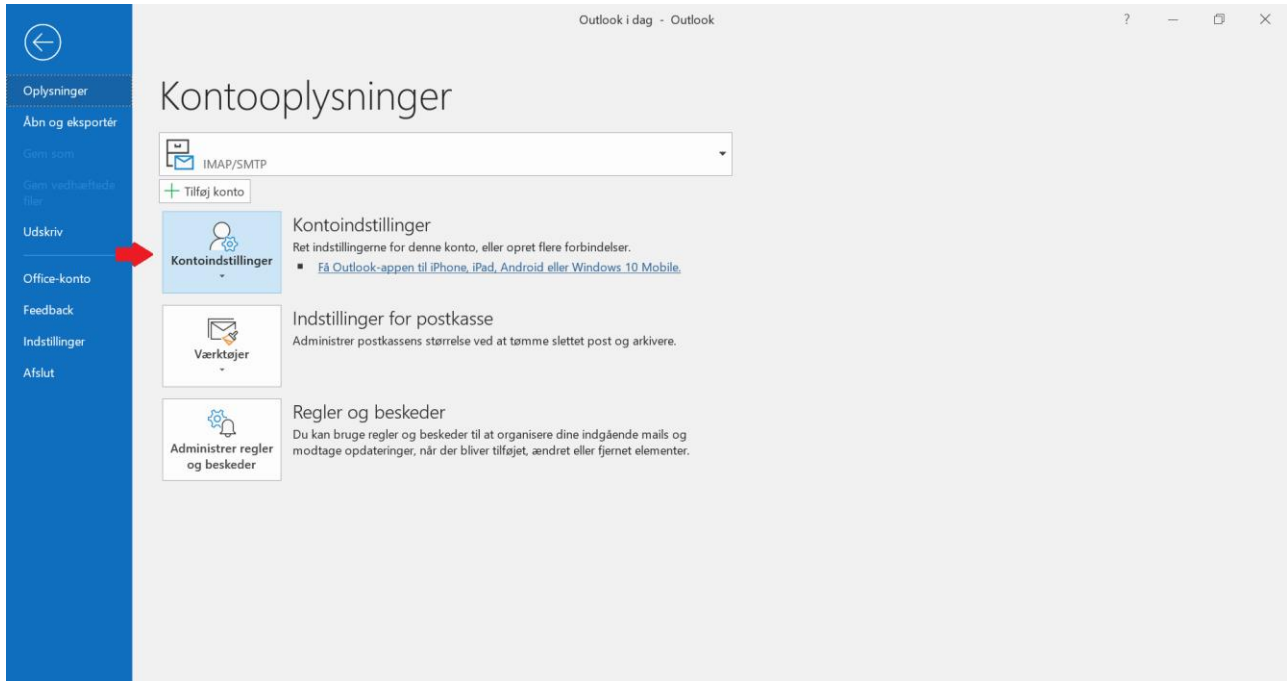 Outlook i dag - Outlook
?
Oplysninger
Åbn og eksportér
Gem som
Gem vedhæftede
filer
Udskriv
Office-konto
Feedback
Indstillinger
Afslut
Kontooplysninger
IMAP/SMTP
Tilføj konto
Kontoindstillinger
Kontoindstillinger
Ret indstillingerne for denne konto, eller opret flere forbindelser.
Få Outlook-appen til iPhone, iPad, Android eller Windows 10 Mobile.
Værktøjer
Indstillinger for postkasse
Administrer postkassens størrelse ved at tømme slettet post og arkivere.
Administrer regler
og beskeder
Regler og beskeder
Du kan bruge regler og beskeder til at organisere dine indgående mails og
modtage opdateringer, når der bliver tilføjet, ændret eller fjernet elementer.